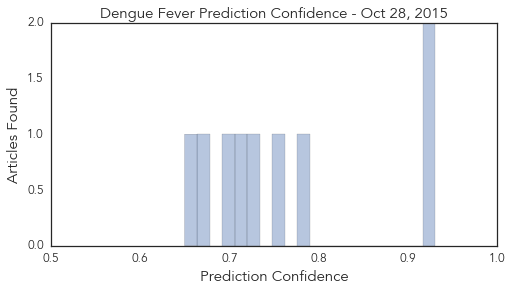 Dengue Fever Prediction Confidence - Oct 28, 2015
2.0
1.5
1.0
0.5
0.0
Articles Found
0.5 0.6 0.7 0.8 0.9 1.0
Prediction Confidence